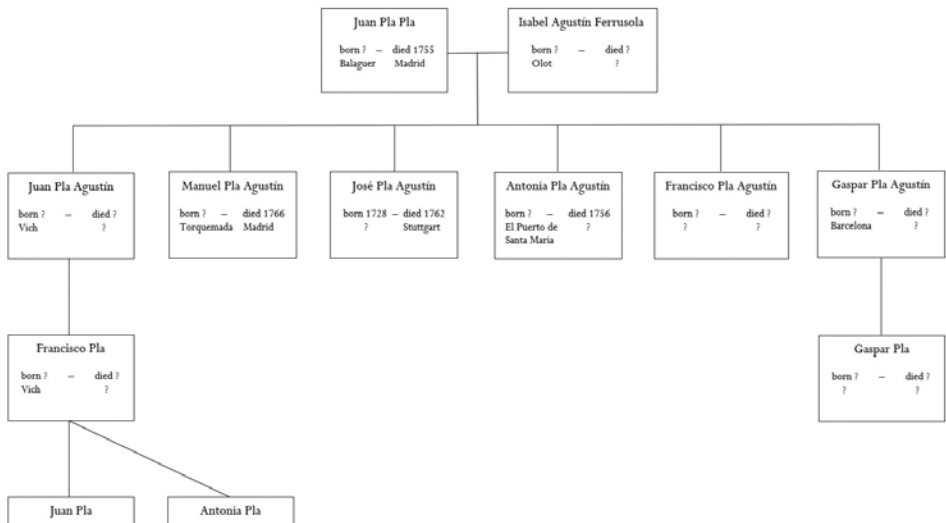 Juan Pla Pla
born ? – died 1755
Balaguer Madrid
Isabel Agustín Ferrusola
born ? – died ?
Olot ?
Juan Pla Agustín
born ? – died ?
Vich ?
Manuel Pla Agustín
born ? – died 1766
Torquemada Madrid
José Pla Agustín
born 1728 – died 1762
? Stuttgart
Antonia Pla Agustín
born ? – died 1756
El Puerto de ?
Santa María
Francisco Pla Agustín
born ? – died ?
? ?
Gaspar Pla Agustín
born ? – died ?
Barcelona ?
Francisco Pla
born ? – died ?
Vich ?
Gaspar Pla
born ? – died ?
? ?
Juan Pla
Antonia Pla